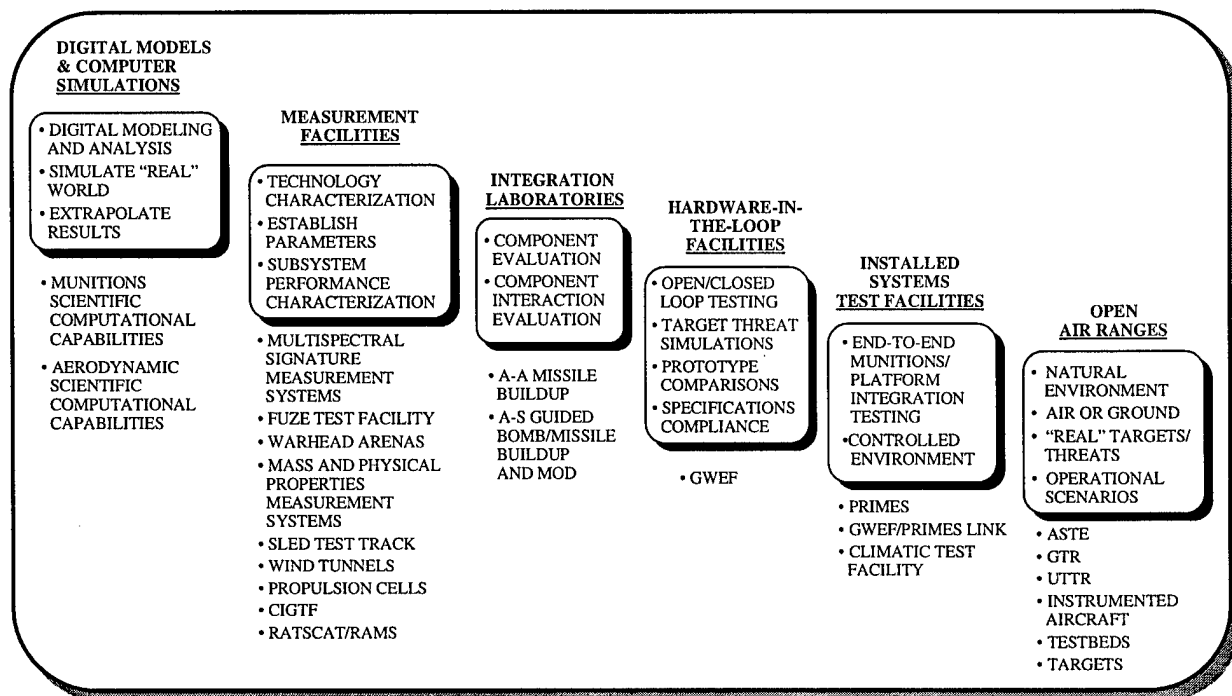 DIGITAL MODELS
& COMPUTER
SIMULATIONS
• DIGITAL MODELING
AND ANALYSIS
• SIMULATE “REAL”
WORLD
• EXTRAPOLATE
RESULTS
• MUNITIONS
SCIENTIFIC
COMPUTATIONAL
CAPABILITIES
• AERODYNAMIC
SCIENTIFIC
COMPUTATIONAL
CAPABILITIES
MEASUREMENT
FACILITIES
• TECHNOLOGY
CHARACTERIZATION
• ESTABLISH
PARAMETERS
• SUBSYSTEM
PERFORMANCE
CHARACTERIZATION
• MULTISPECTRAL
SIGNATURE
MEASUREMENT
SYSTEMS
• FUZE TEST FACILITY
• WARHEAD ARENAS
• MASS AND PHYSICAL
PROPERTIES
MEASUREMENT
SYSTEMS
• SLED TEST TRACK
• WIND TUNNELS
• PROPULSION CELLS
• CIGTF
• RATSCAT/RAMS
INTEGRATION
LABORATORIES
• COMPONENT
EVALUATION
• COMPONENT
INTERACTION
EVALUATION
• A-A MISSILE
BUILDUP
• A-S GUIDED
BOMB/MISSILE
BUILDUP
AND MOD
HARDWARE-IN-
THE-LOOP
FACILITIES
• OPEN/CLOSED
LOOP TESTING
• TARGET THREAT
SIMULATIONS
• PROTOTYPE
COMPARISONS
• SPECIFICATIONS
COMPLIANCE
• GWEF
INSTALLED
SYSTEMS
TEST FACILITIES
• END-TO-END
MUNITIONS/
PLATFORM
INTEGRATION
TESTING
•CONTROLLED
ENVIRONMENT
• PRIMES
• GWEF/PRIMES LINK
• CLIMATIC TEST
FACILITY
OPEN
AIR RANGES
• NATURAL
ENVIRONMENT
• AIR OR GROUND
• “REAL” TARGETS/
THREATS
• OPERATIONAL
SCENARIOS
• ASTE
• GTR
• UTTR
• INSTRUMENTED
AIRCRAFT
• TESTBEDS
• TARGETS